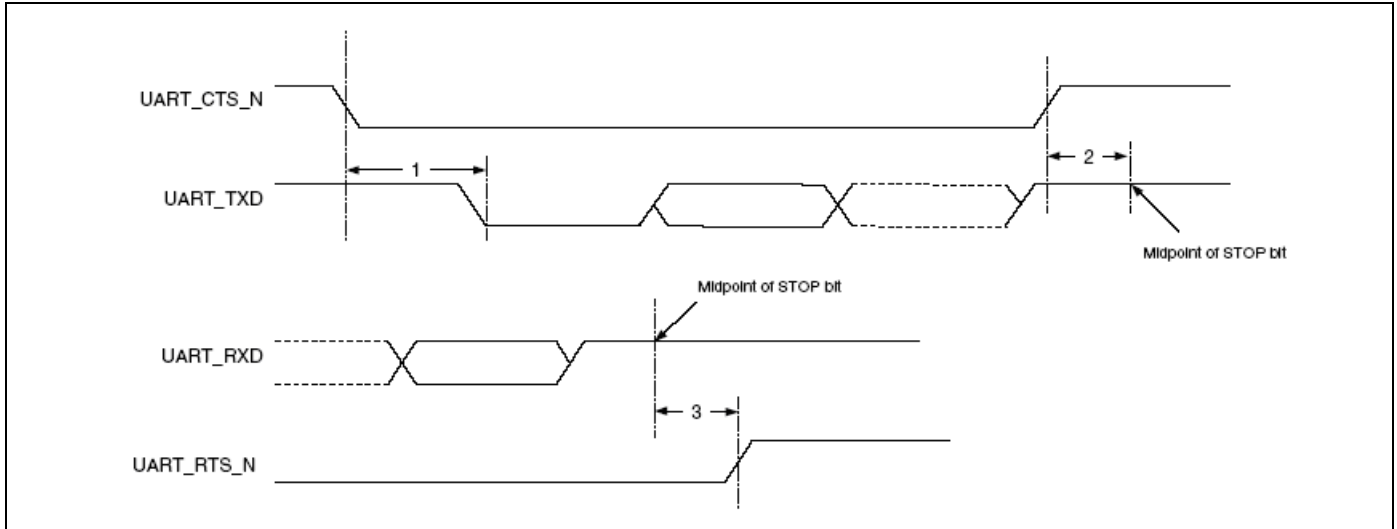 UART_CTS_N
1
2
UART_TXD
Midpoint of STOP bit
Midpoint of STOP bit
UART_RXD
3
UART_RTS_N